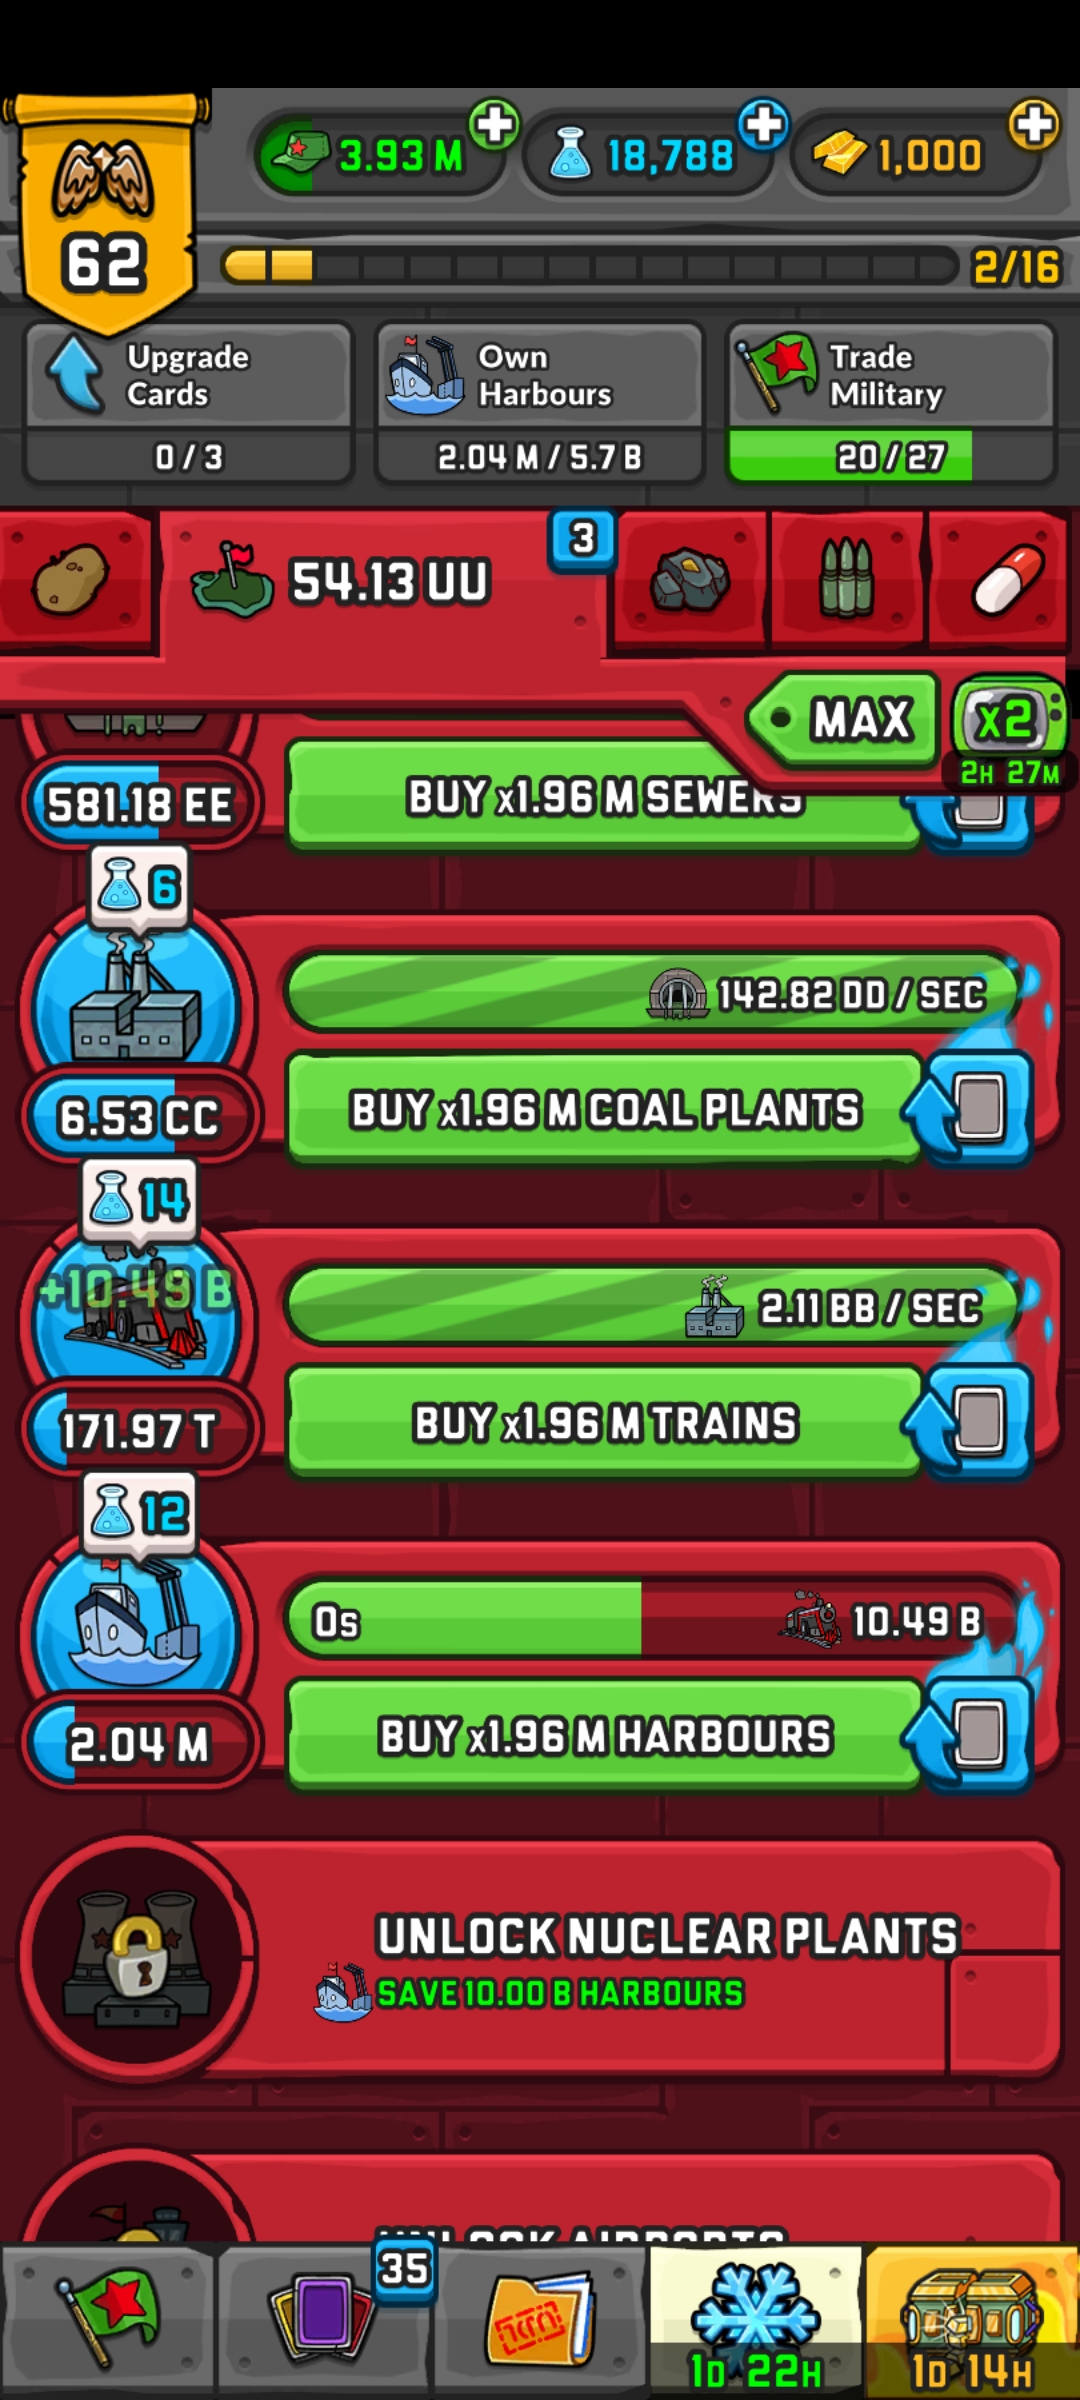 3.93 M
18,788
1,000
62
2/16
Upgrade
Cards
0 / 3
Own
Harbours
2.04 M / 5.7 B
Trade
Military
20 / 27
54.13 UU
3
MAX
x2
2H 27M
581.18 EE
BUY x1.96 M SEWERS
6
142.82 DD / SEC
6.53 CC
BUY x1.96 M COAL PLANTS
14
+10.49 B
2.11 BB / SEC
171.97 T
BUY x1.96 M TRAINS
12
0s
10.49 B
2.04 M
BUY x1.96 M HARBOURS
UNLOCK NUCLEAR PLANTS
SAVE 10.00 B HARBOURS
UNLOCK AIRPORTS
35
1D 22H
1D 14H